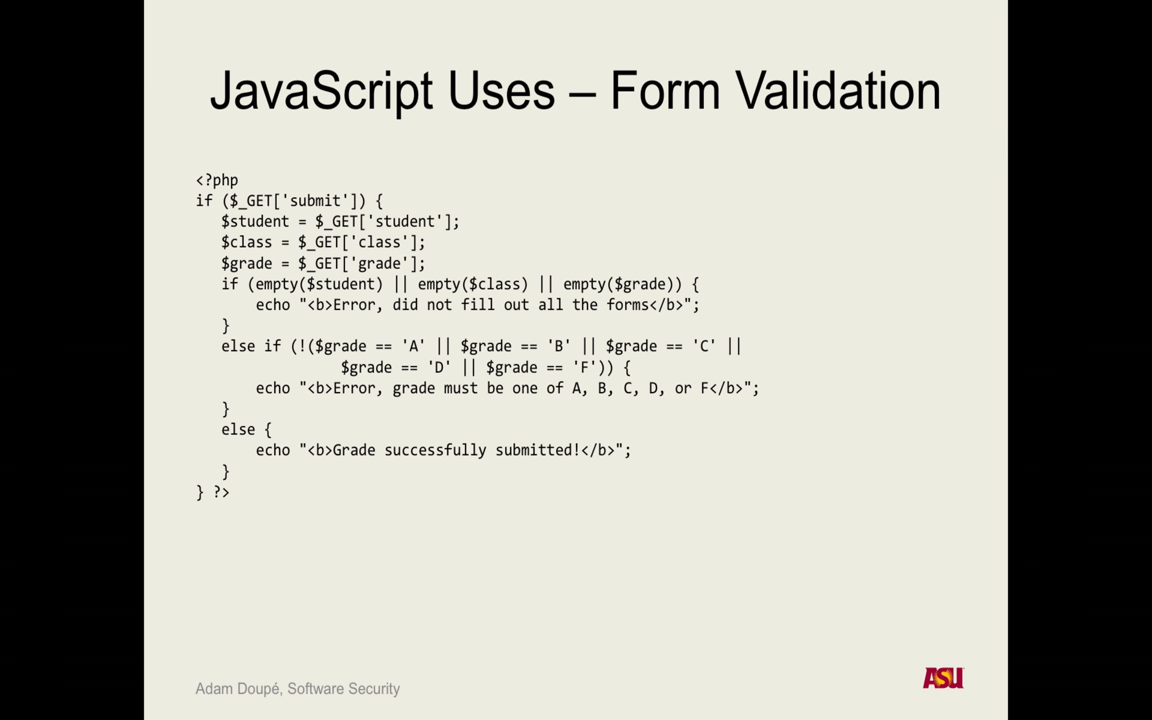 JavaScript Uses – Form Validation
<?php
if ($_GET['submit']) {
   $student = $_GET['student'];
   $class = $_GET['class'];
   $grade = $_GET['grade'];
   if (empty($student) || empty($class) || empty($grade)) {
       echo "<b>Error, did not fill out all the forms</b>";
   }
   else if (!($grade == 'A' || $grade == 'B' || $grade == 'C' ||
                 $grade == 'D' || $grade == 'F')) {
       echo "<b>Error, grade must be one of A, B, C, D, or F</b>";
   }
   else {
       echo "<b>Grade successfully submitted!</b>";
   }
} ?>
Adam Doupé, Software Security
ASU